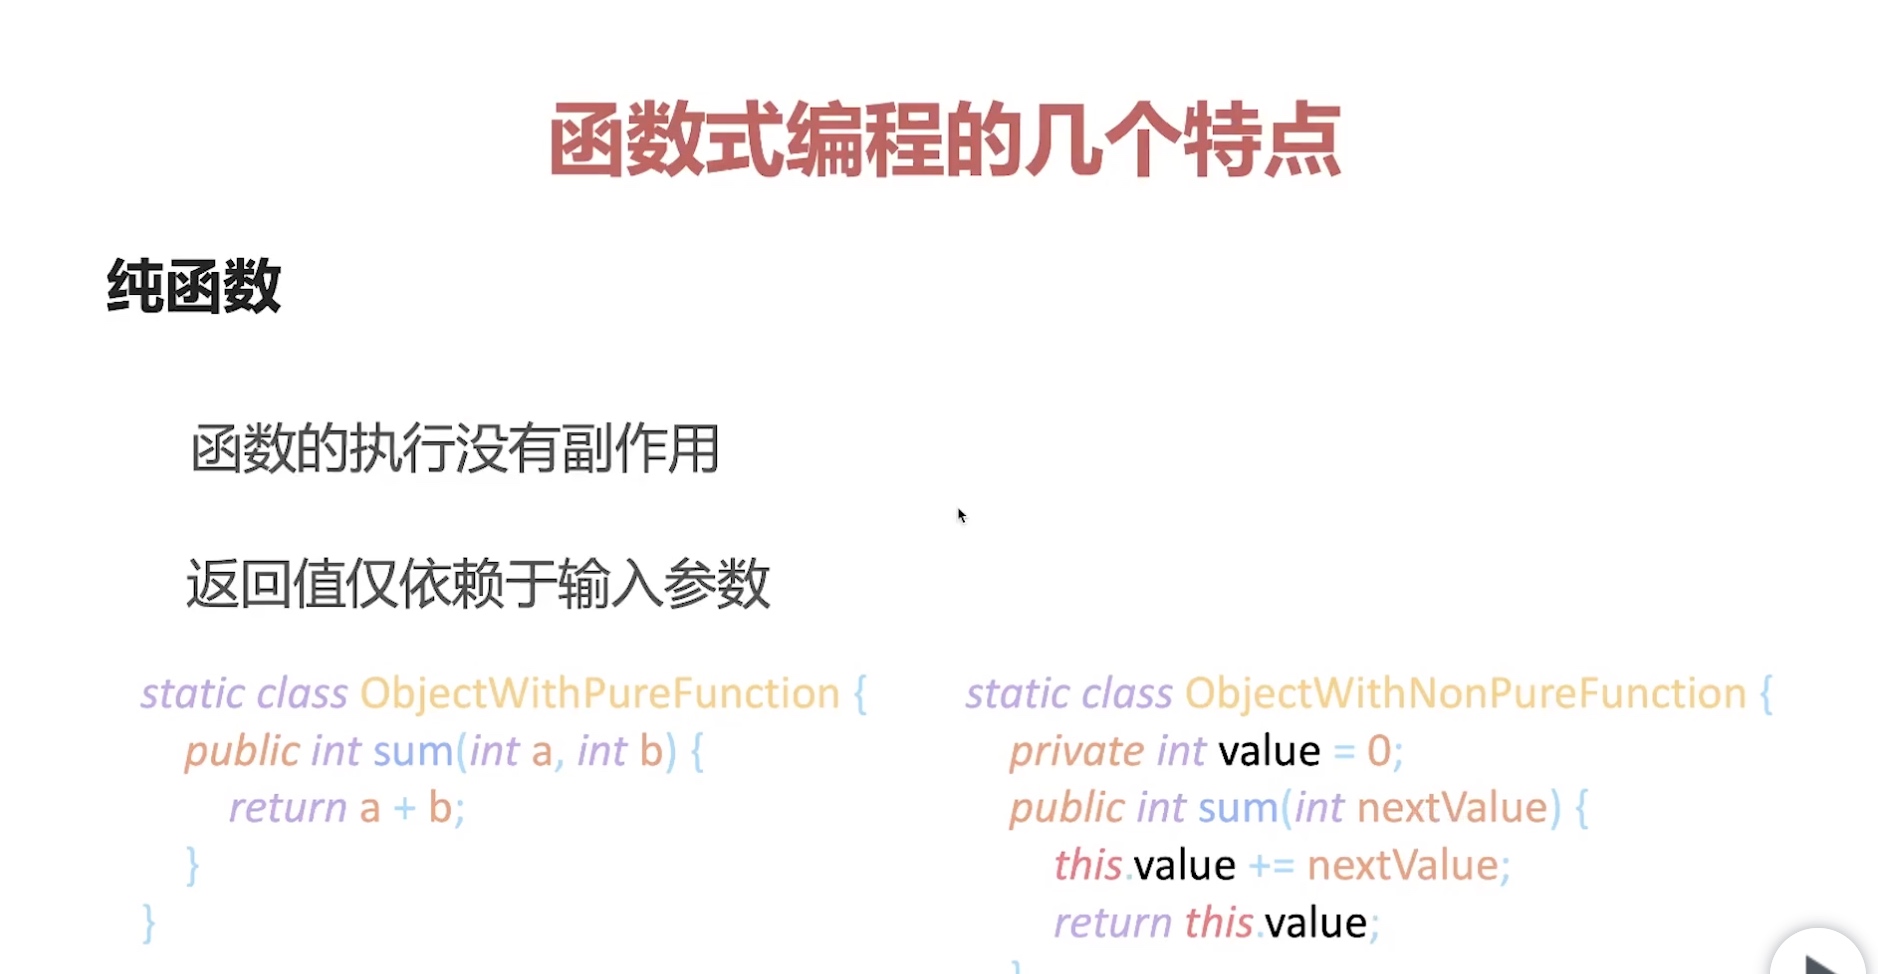 函数式编程的几个特点
纯函数
函数的执行没有副作用
返回值仅依赖于输入参数
static class ObjectWithPureFunction {
public int sum(int a, int b) {
return a + b;
}
}
static class ObjectWithNonPureFunction {
private int value = 0;
public int sum(int nextValue) {
this.value += nextValue;
return this.value;
}